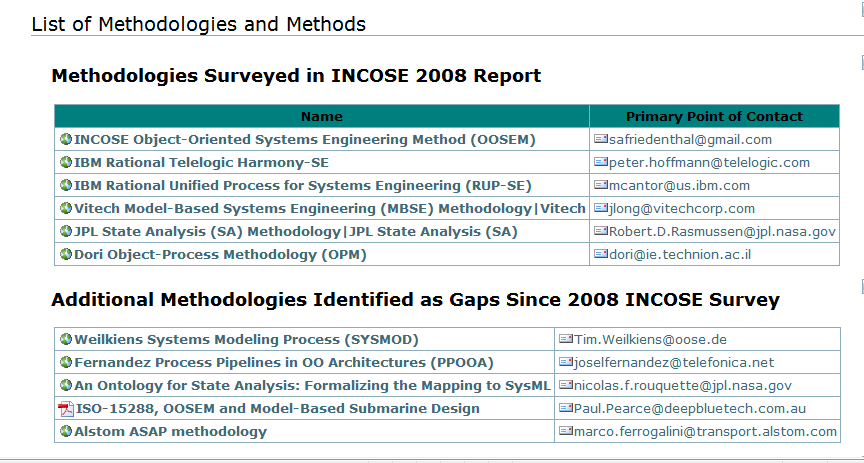 List of Methodologies and Methods
Methodologies Surveyed in INCOSE 2008 Report
Name Primary Point of Contact
INCOSE Object-Oriented Systems Engineering Method (OOSEM) safriedenthal@gmail.com
IBM Rational Telelogic Harmony-SE peter.hoffmann@telelogic.com
IBM Rational Unified Process for Systems Engineering (RUP-SE) mcantor@us.ibm.com
Vitech Model-Based Systems Engineering (MBSE) Methodology|Vitech jlong@vitechcorp.com
JPL State Analysis (SA) Methodology|JPL State Analysis (SA) Robert.D.Rasmussen@jpl.nasa.gov
Dori Object-Process Methodology (OPM) dori@ie.technion.ac.il
Additional Methodologies Identified as Gaps Since 2008 INCOSE Survey
Weilkiens Systems Modeling Process (SYSMOD) Tim.Weilkiens@oose.de
Fernandez Process Pipelines in OO Architectures (PPOOA) joselfernandez@telefonica.net
An Ontology for State Analysis: Formalizing the Mapping to SysML nicolas.f.rouquette@jpl.nasa.gov
ISO-15288, OOSEM and Model-Based Submarine Design Paul.Pearce@deepbluetech.com.au
Alstom ASAP methodology marco.ferrogalini@transport.alstom.com